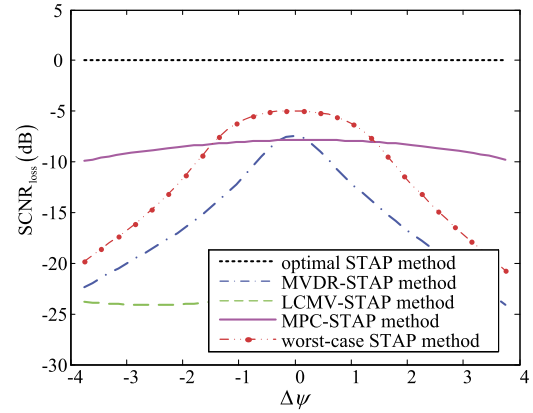 5
0
-5
-10
-15
-20
-25
-30
SCNRloss (dB)
optimal STAP method
MVDR-STAP method
LCMV-STAP method
MPC-STAP method
worst-case STAP method
-4 -3 -2 -1 0 1 2 3 4
Δψ